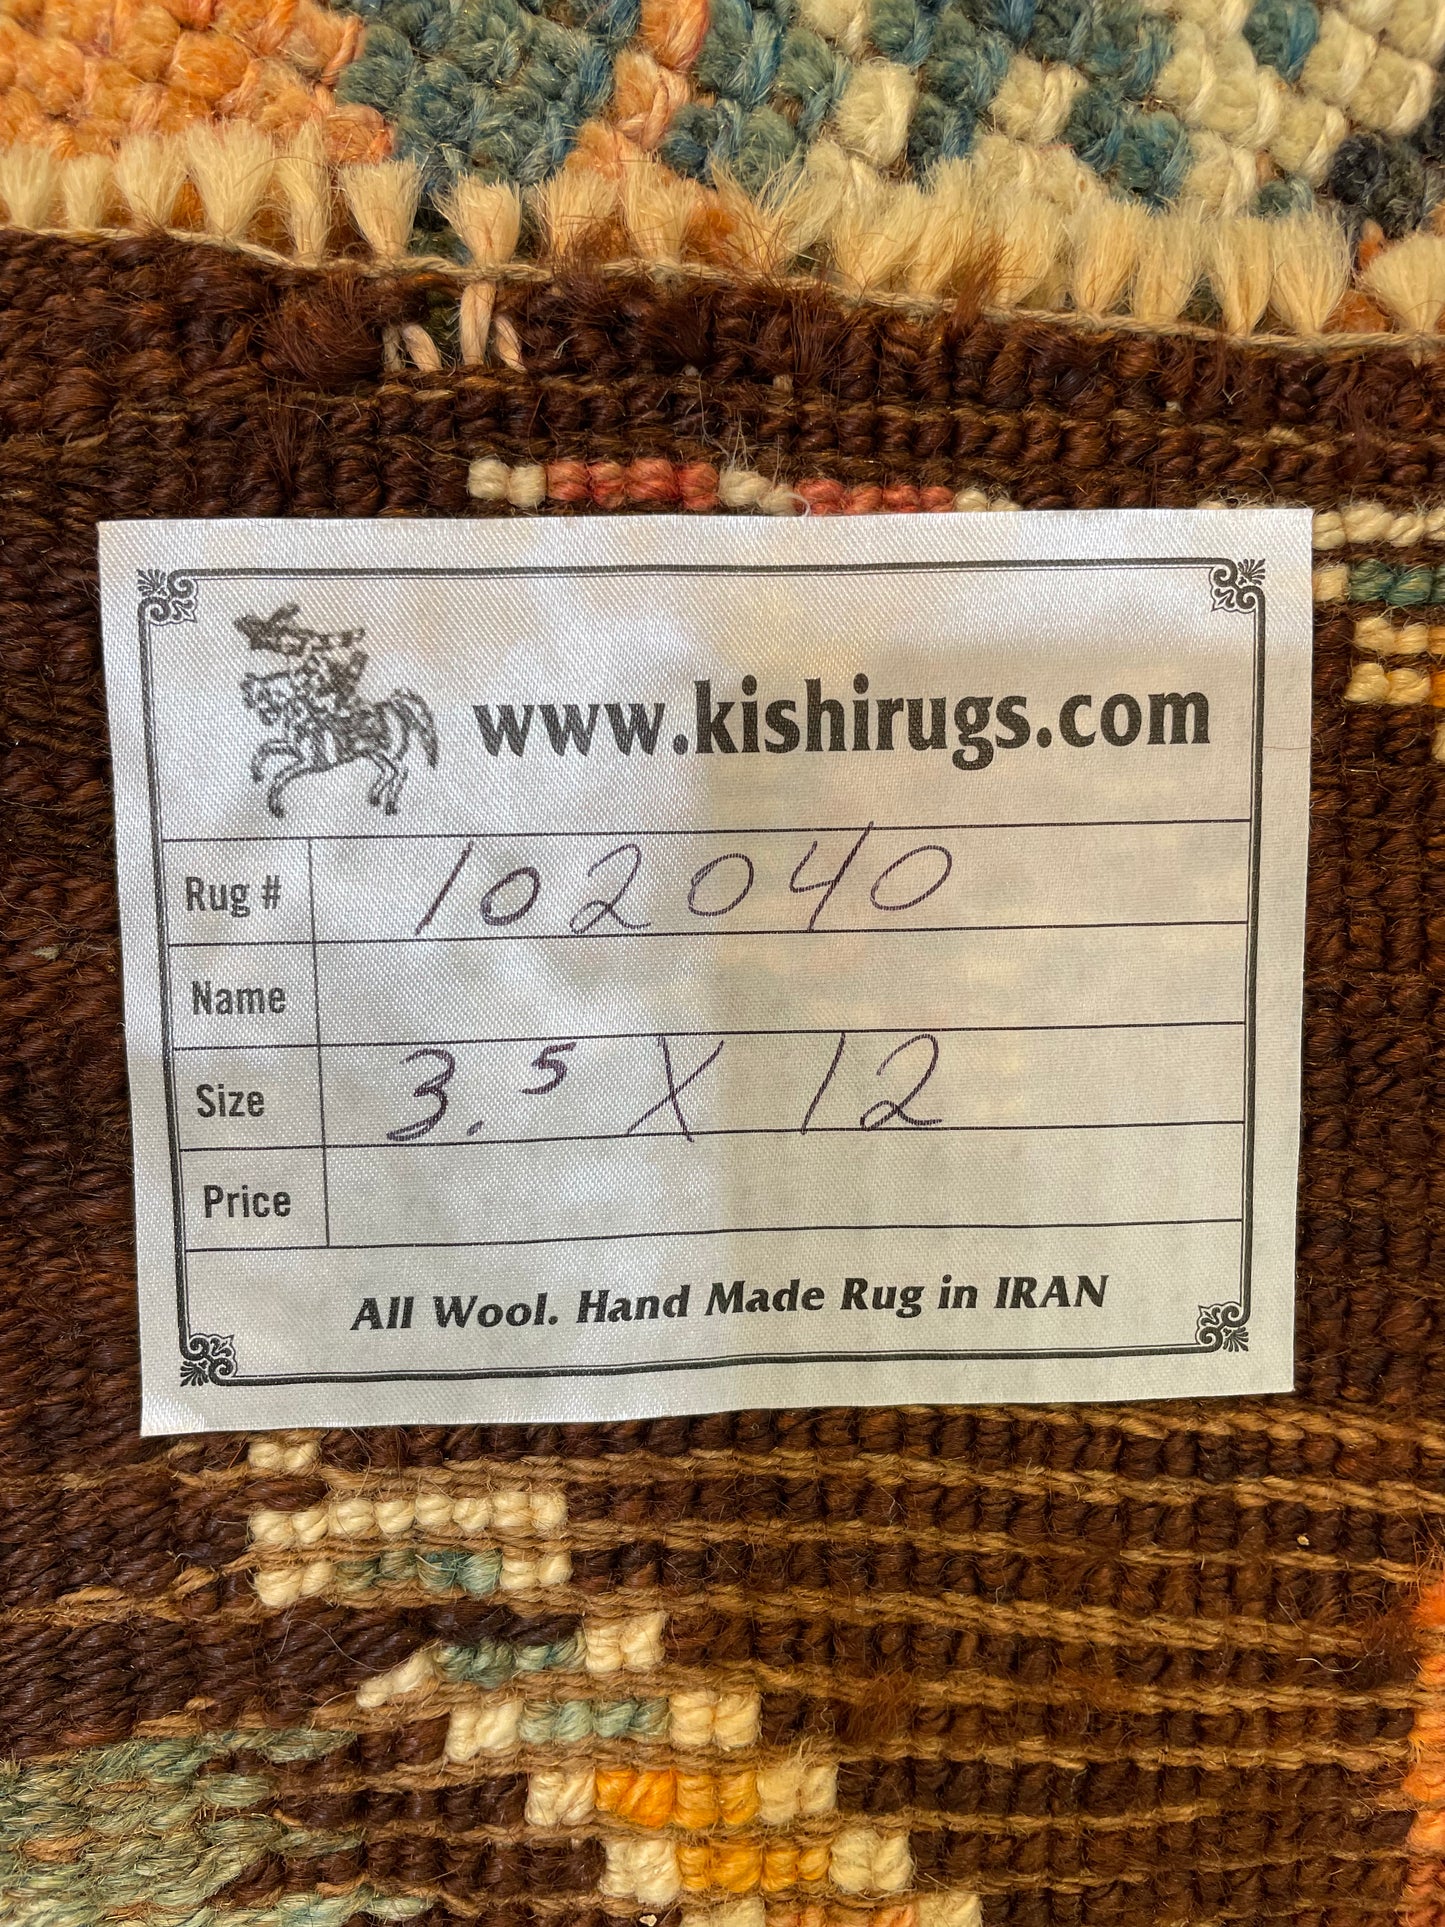 www.kishirugs.com
Rug # 102040
Name
Size 3.5 X 12
Price
All Wool. Hand Made Rug in IRAN